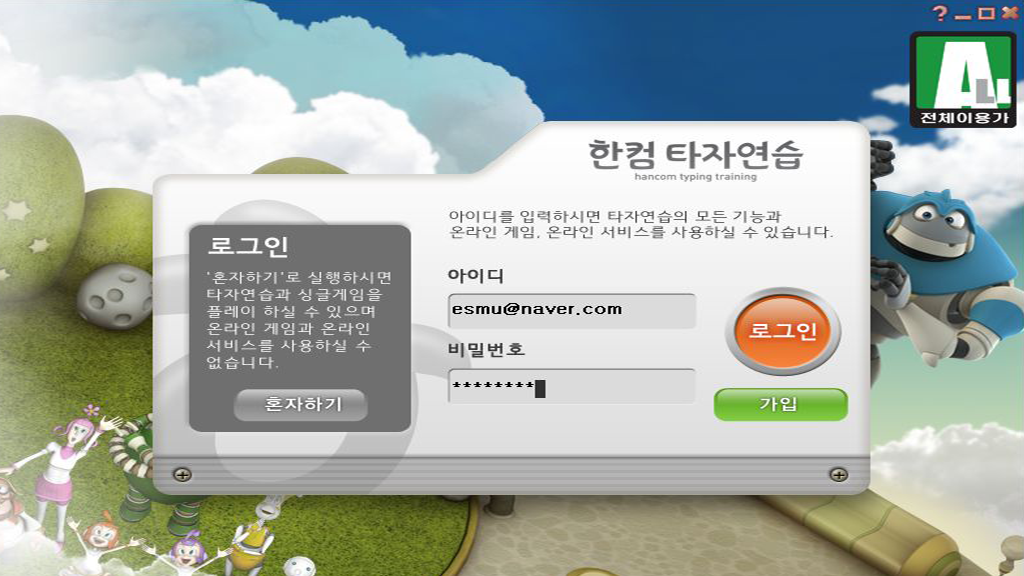 ?
ALL
전체이용가
한컴 타자연습
hancom typing training
로그인
'혼자하기'로 실행하시면
타자연습과 싱글게임을
플레이 하실 수 있으며
온라인 게임과 온라인
서비스를 사용하실 수
없습니다.
혼자하기
아이디를 입력하시면 타자연습의 모든 기능과
온라인 게임, 온라인 서비스를 사용하실 수 있습니다.
아이디
esmu@naver.com
비밀번호
********
로그인
가입